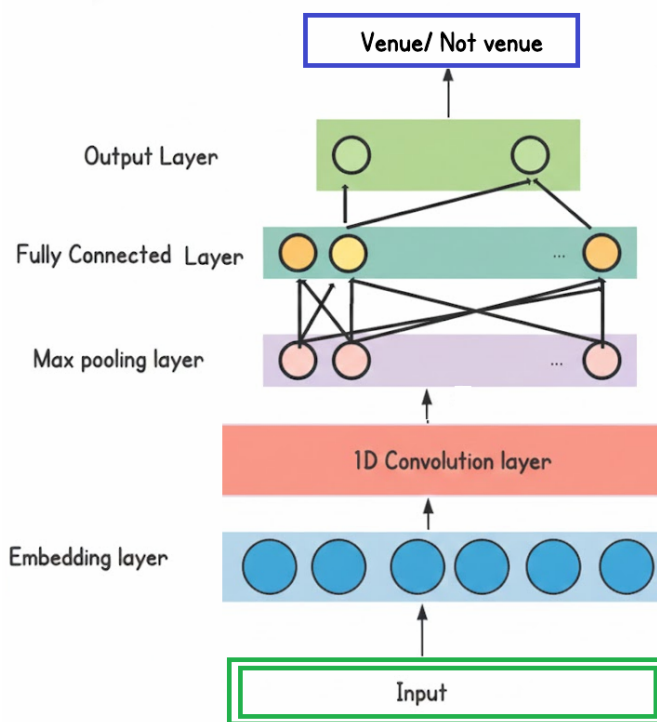 Venue/ Not venue
Output Layer
Fully Connected Layer
...
Max pooling layer
...
1D Convolution layer
Embedding layer
Input